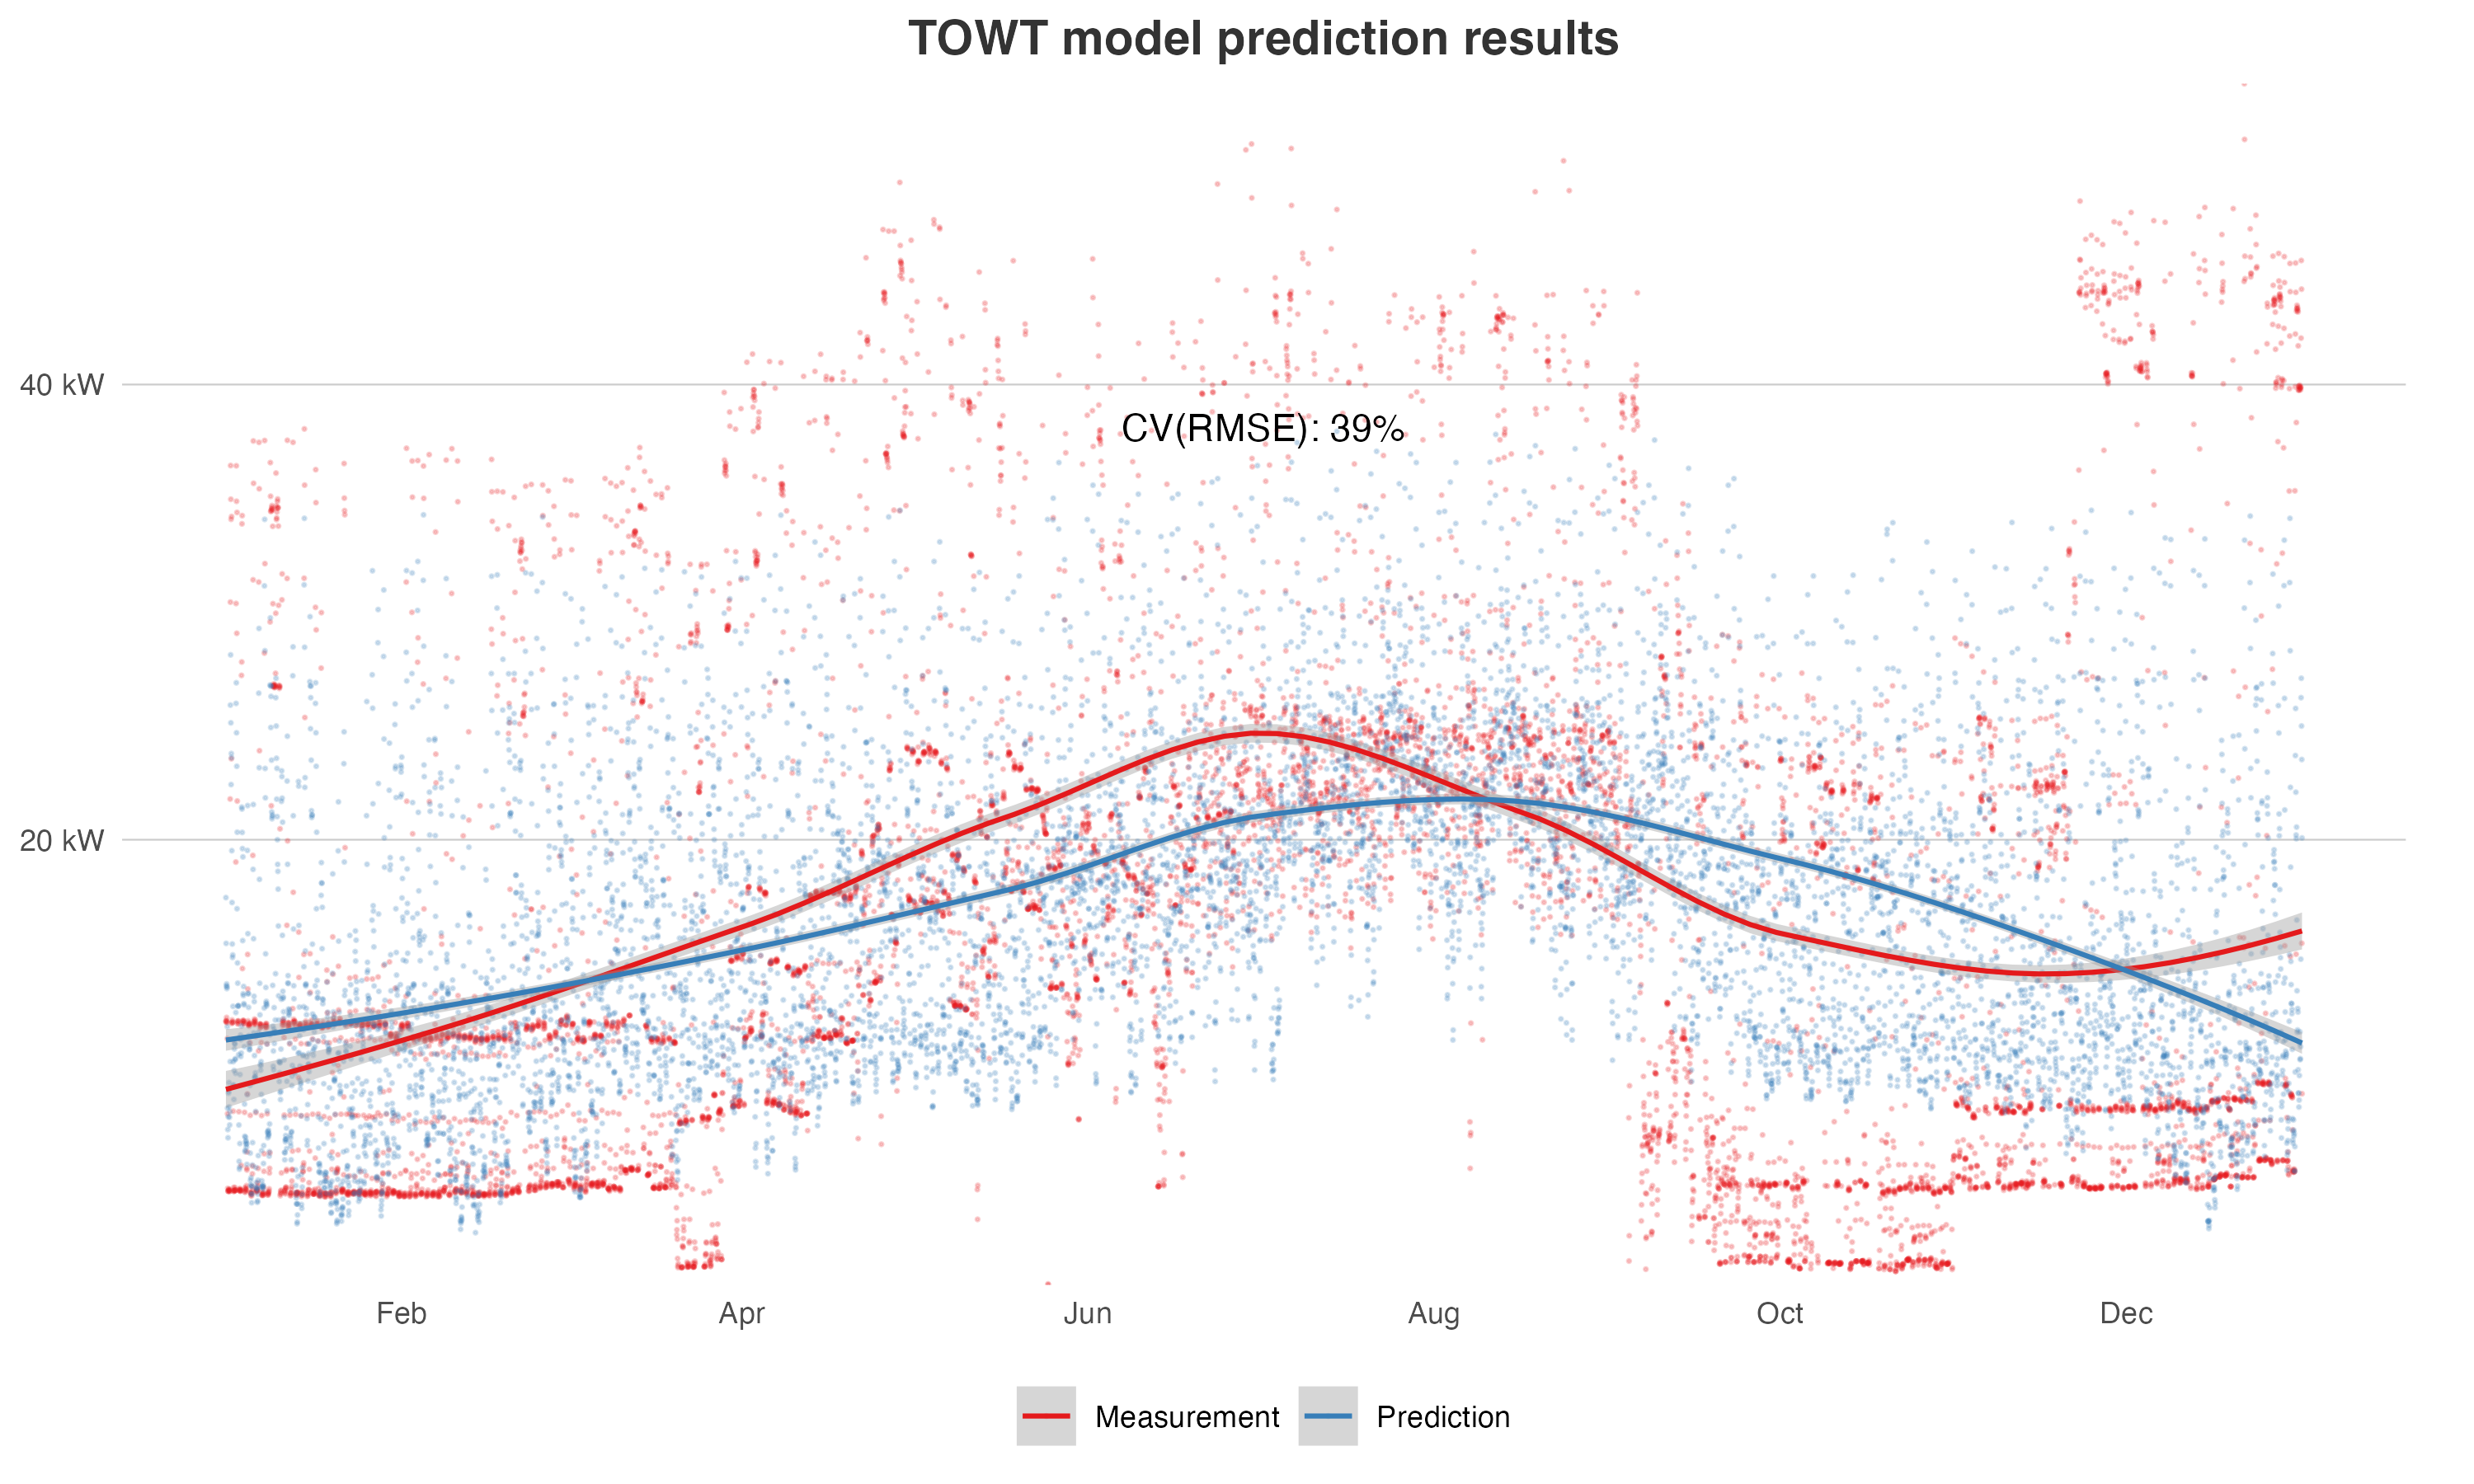 TOWT model prediction results
40 kW
CV(RMSE): 39%
20 kW
Feb Apr Jun Aug Oct Dec
Measurement Prediction